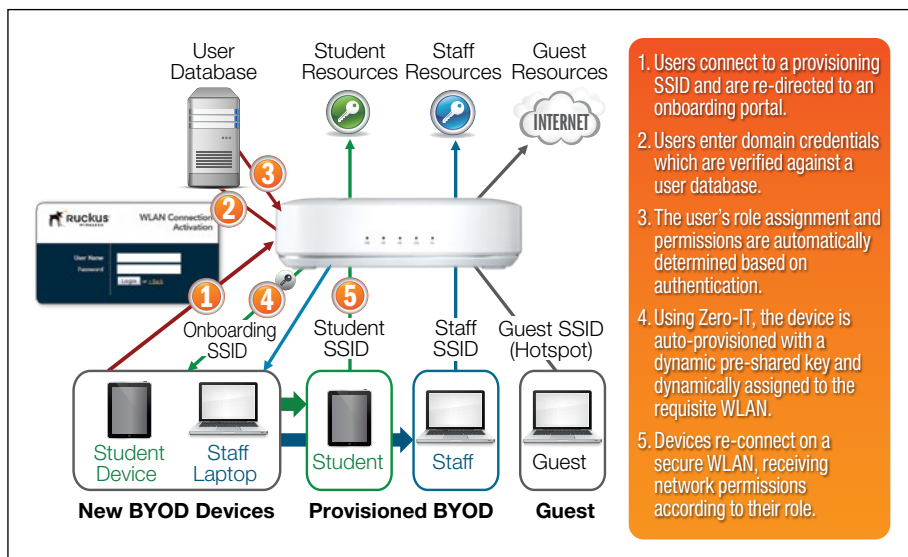 User
Database
Student
Resources
Staff
Resources
Guest
Resources
INTERNET
3
2
RUCKUS
WIRELESS
WLAN Connection
Activation
User Name
Password
Login or < Back
1
4
5
Onboarding
SSID
Student
SSID
Staff
SSID
Guest SSID
(Hotspot)
Student
Device
Staff
Laptop
Student
Staff
Guest
New BYOD Devices
Provisioned BYOD
Guest
1. Users connect to a provisioning
SSID and are re-directed to an
onboarding portal.
2. Users enter domain credentials
which are verified against a
user database.
3. The user's role assignment and
permissions are automatically
determined based on
authentication.
4. Using Zero-IT, the device is
auto-provisioned with a
dynamic pre-shared key and
dynamically assigned to the
requisite WLAN.
5. Devices re-connect on a
secure WLAN, receiving
network permissions
according to their role.